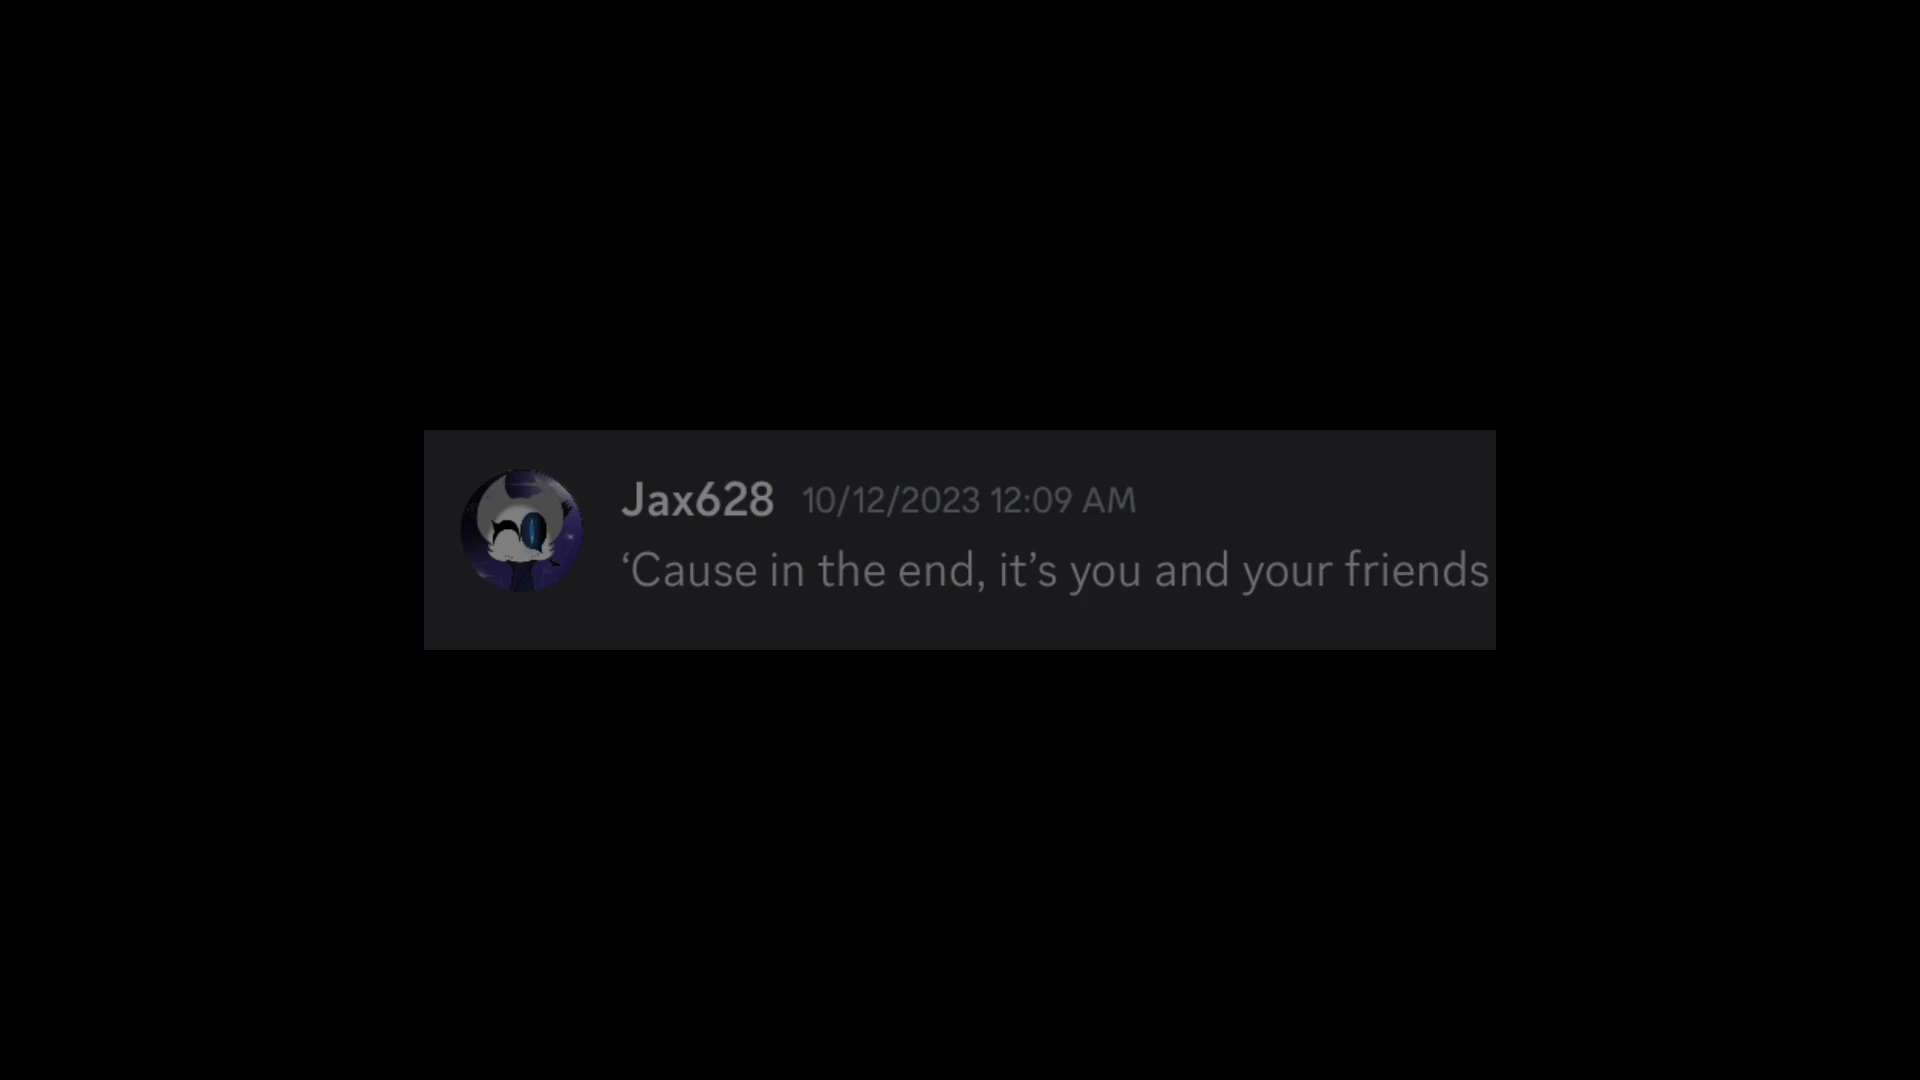 Jax628 10/12/2023 12:09 AM
‘Cause in the end, it’s you and your friends